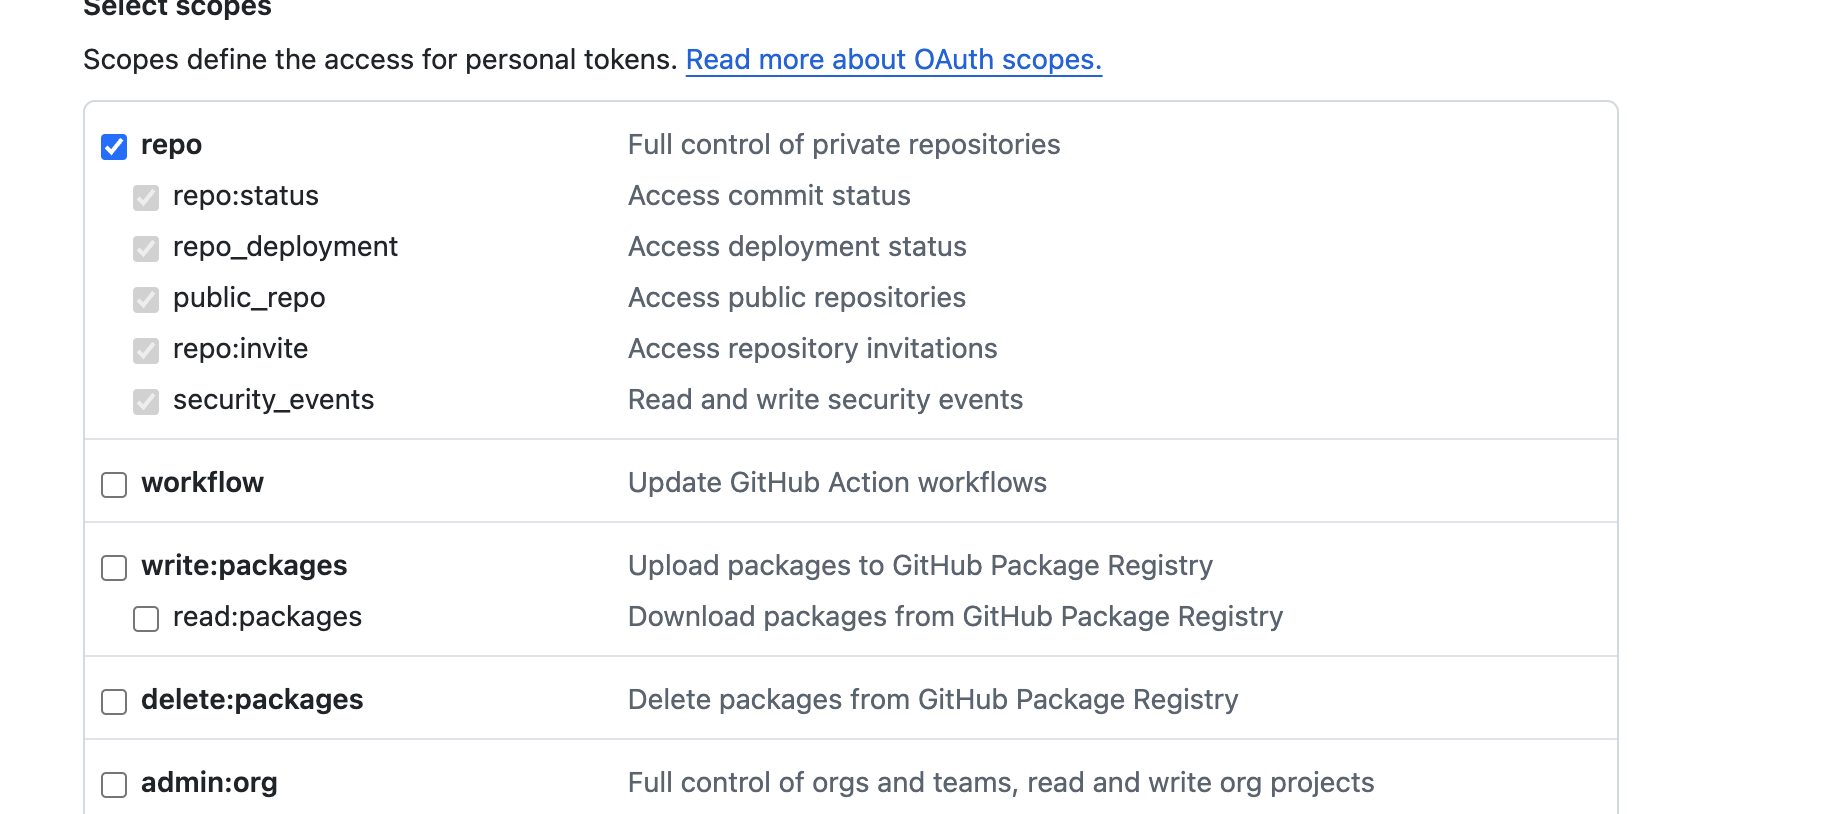 Select scopes
Scopes define the access for personal tokens. Read more about OAuth scopes.
repo Full control of private repositories
repo:status Access commit status
repo_deployment Access deployment status
public_repo Access public repositories
repo:invite Access repository invitations
security_events Read and write security events
workflow Update GitHub Action workflows
write:packages Upload packages to GitHub Package Registry
read:packages Download packages from GitHub Package Registry
delete:packages Delete packages from GitHub Package Registry
admin:org Full control of orgs and teams, read and write org projects